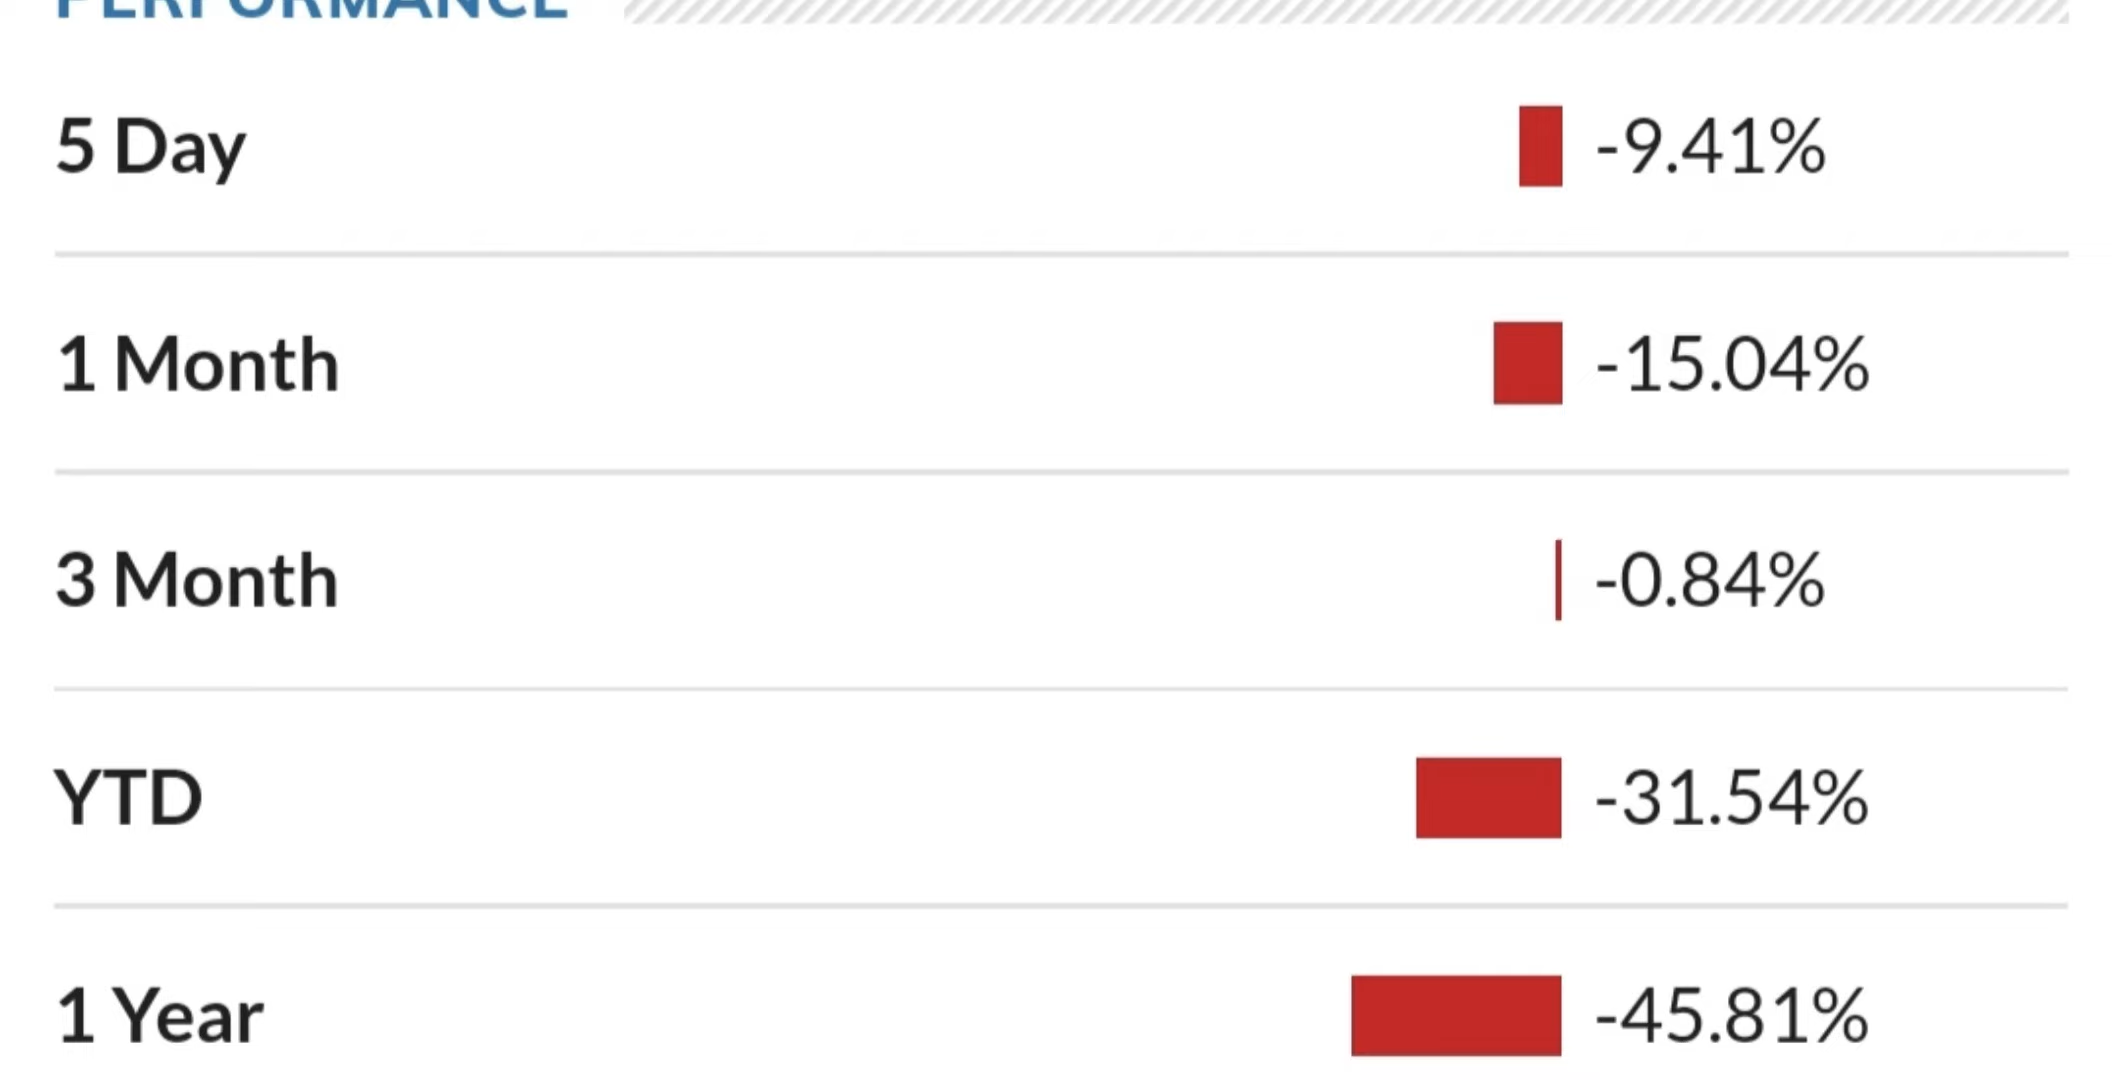 PERFORMANCE
5 Day -9.41%
1 Month -15.04%
3 Month -0.84%
YTD -31.54%
1 Year -45.81%